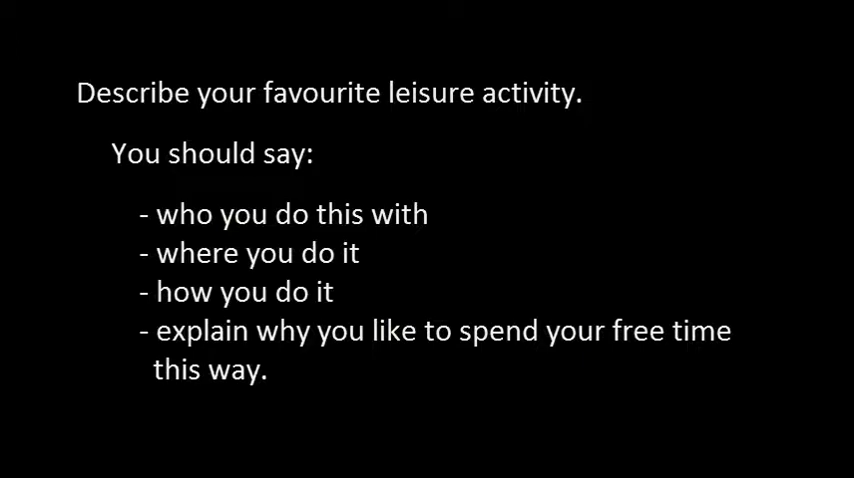 Describe your favourite leisure activity.
You should say:
- who you do this with
- where you do it
- how you do it
- explain why you like to spend your free time
this way.